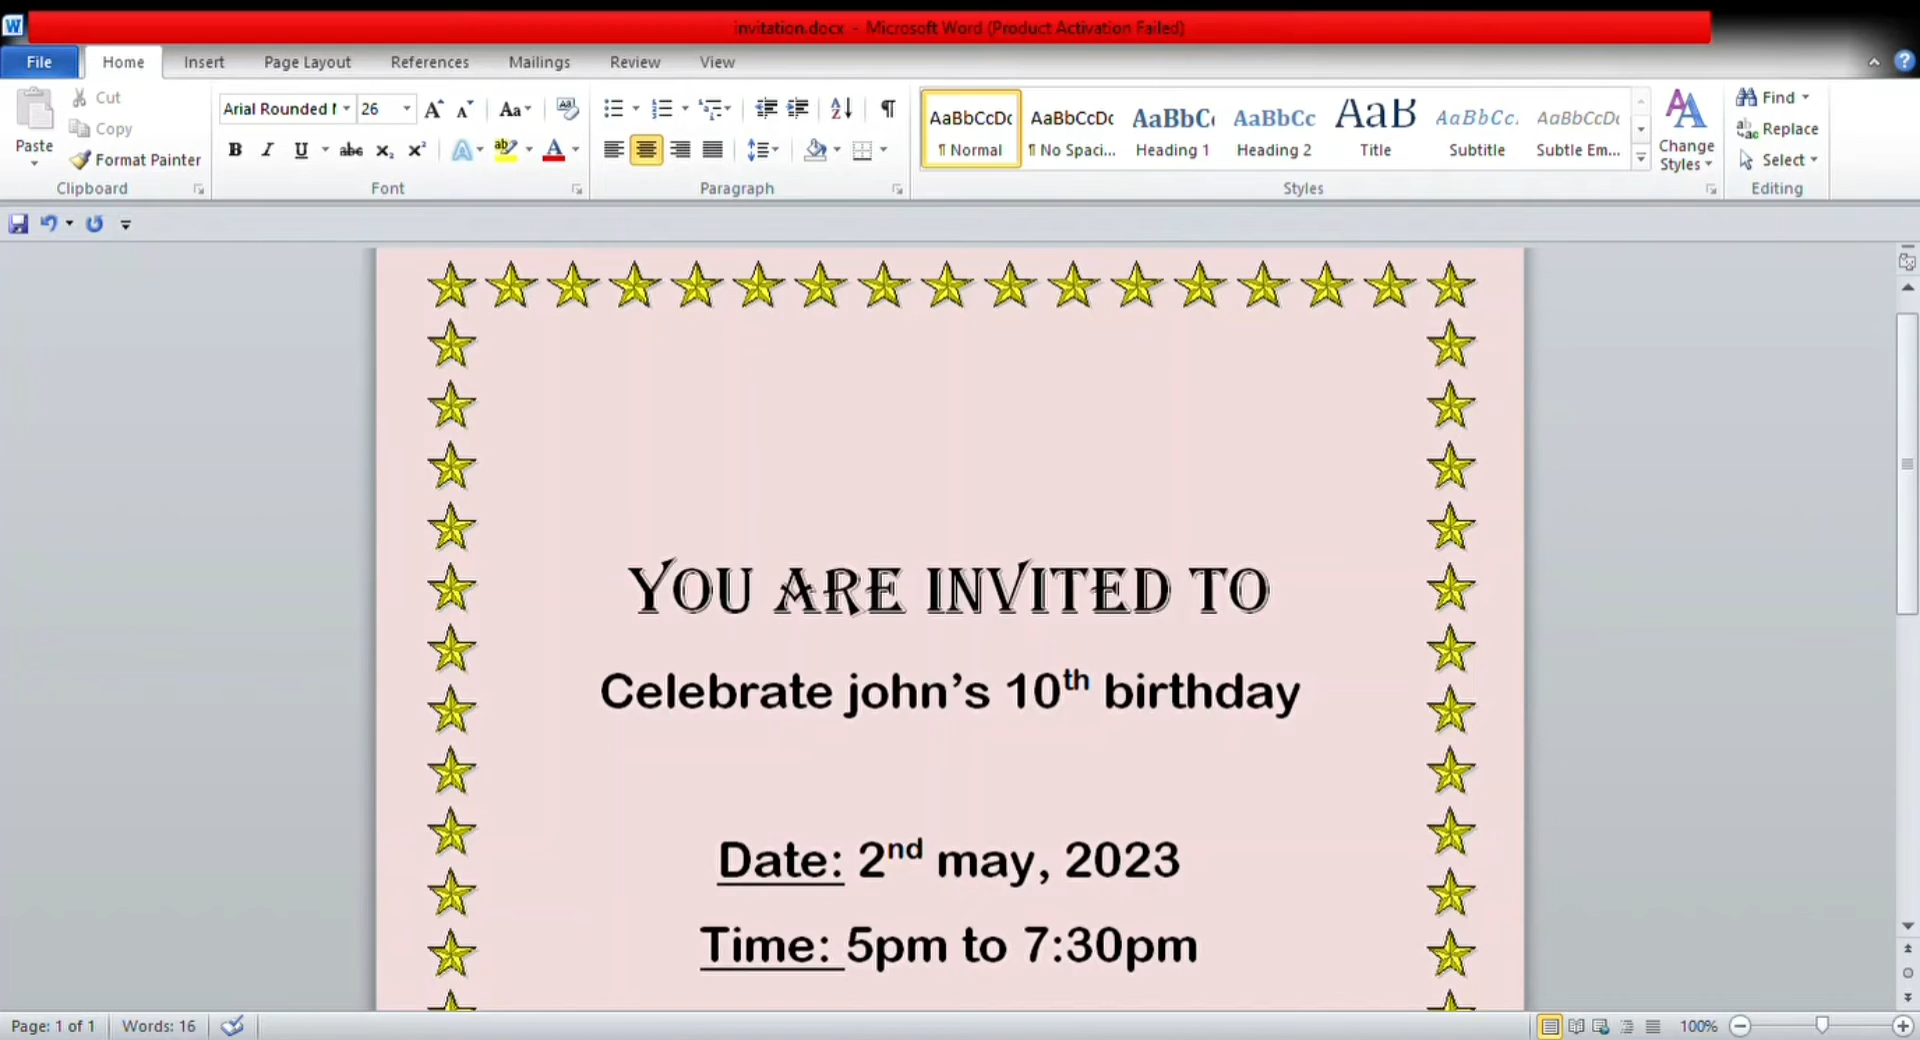 invitation.docx - Microsoft Word (Product Activation Failed)
File Home Insert Page Layout References Mailings Review View
Paste
Cut
Copy
Format Painter
Clipboard
Arial Rounded 26
Font
Paragraph
AaBbCcDc AaBbCcDc AaBbC AaBbCc AaB AaBbCc. AaBbCcDc
¶ Normal ¶ No Spaci... Heading 1 Heading 2 Title Subtitle Subtle Em...
Change Styles
Styles
Find
Replace
Select
Editing
YOU ARE INVITED TO
Celebrate john’s 10th birthday
Date: 2nd may, 2023
Time: 5pm to 7:30pm
Page: 1 of 1 Words: 16 100%